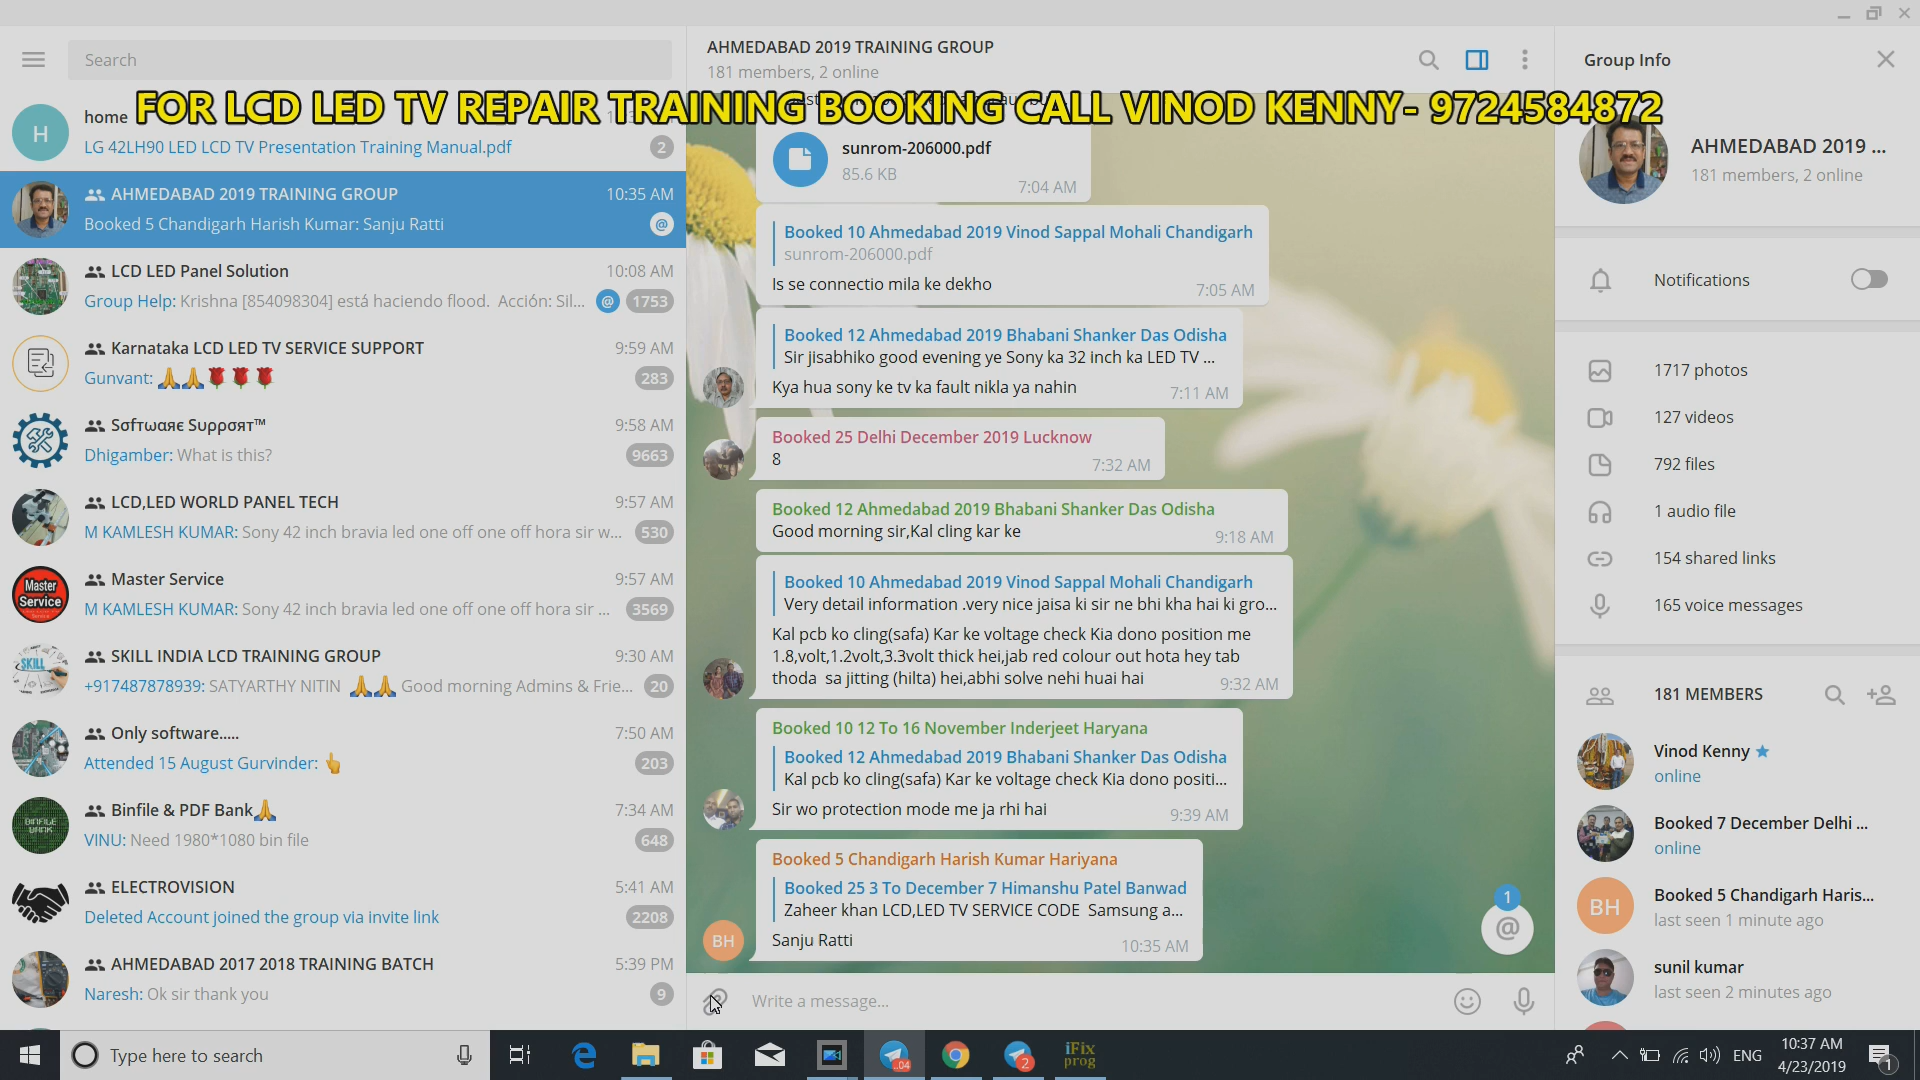 Search
home
LG 42LH90 LED LCD TV Presentation Training Manual.pdf
2
FOR LCD LED TV REPAIR TRAINING BOOKING CALL VINOD KENNY- 9724584872
AHMEDABAD 2019 TRAINING GROUP
10:35 AM
Booked 5 Chandigarh Harish Kumar: Sanju Ratti
@
LCD LED Panel Solution
10:08 AM
Group Help: Krishna [854098304] está haciendo flood. Acción: Sil...
@
1753
Karnataka LCD LED TV SERVICE SUPPORT
9:59 AM
Gunvant: 🙏🙏🌹🌹🌹
283
Sσfтωαяє Sυρρσят™
9:58 AM
Dhigamber: What is this?
9663
LCD,LED WORLD PANEL TECH
9:57 AM
M KAMLESH KUMAR: Sony 42 inch bravia led one off one off hora sir w...
530
Master Service
Master Service
9:57 AM
M KAMLESH KUMAR: Sony 42 inch bravia led one off one off hora sir ...
3569
SKILL
SKILL INDIA LCD TRAINING GROUP
9:30 AM
+917487878939: SATYARTHY NITIN 🙏🙏 Good morning Admins & Frie...
20
Only software.....
7:50 AM
Attended 15 August Gurvinder: 👆
203
BINFILE BANK
Binfile & PDF Bank🙏
7:34 AM
VINU: Need 1980*1080 bin file
648
ELECTROVISION
5:41 AM
Deleted Account joined the group via invite link
2208
AHMEDABAD 2017 2018 TRAINING BATCH
5:39 PM
Naresh: Ok sir thank you
9
AHMEDABAD 2019 TRAINING GROUP
181 members, 2 online
sunrom-206000.pdf
85.6 KB
7:04 AM
Booked 10 Ahmedabad 2019 Vinod Sappal Mohali Chandigarh
sunrom-206000.pdf
Is se connectio mila ke dekho
7:05 AM
Booked 12 Ahmedabad 2019 Bhabani Shanker Das Odisha
Sir jisabhiko good evening ye Sony ka 32 inch ka LED TV ...
Kya hua sony ke tv ka fault nikla ya nahin
7:11 AM
Booked 25 Delhi December 2019 Lucknow
8
7:32 AM
Booked 12 Ahmedabad 2019 Bhabani Shanker Das Odisha
Good morning sir,Kal cling kar ke
9:18 AM
Booked 10 Ahmedabad 2019 Vinod Sappal Mohali Chandigarh
Very detail information .very nice jaisa ki sir ne bhi kha hai ki gro...
Kal pcb ko cling(safa) Kar ke voltage check Kia dono position me
1.8,volt,1.2volt,3.3volt thick hei,jab red colour out hota hey tab
thoda sa jitting (hilta) hei,abhi solve nehi huai hai
9:32 AM
Booked 10 12 To 16 November Inderjeet Haryana
Booked 12 Ahmedabad 2019 Bhabani Shanker Das Odisha
Kal pcb ko cling(safa) Kar ke voltage check Kia dono positi...
Sir wo protection mode me ja rhi hai
9:39 AM
Booked 5 Chandigarh Harish Kumar Hariyana
Booked 25 3 To December 7 Himanshu Patel Banwad
Zaheer khan LCD,LED TV SERVICE CODE Samsung a...
BH
Sanju Ratti
10:35 AM
1
@
Write a message...
Group Info
AHMEDABAD 2019 ...
181 members, 2 online
Notifications
1717 photos
127 videos
792 files
1 audio file
154 shared links
165 voice messages
181 MEMBERS
Vinod Kenny
online
Booked 7 December Delhi ...
online
BH
Booked 5 Chandigarh Haris...
last seen 1 minute ago
sunil kumar
last seen 2 minutes ago
Type here to search
..04
2
iFix
prog
ENG
10:37 AM
4/23/2019
1